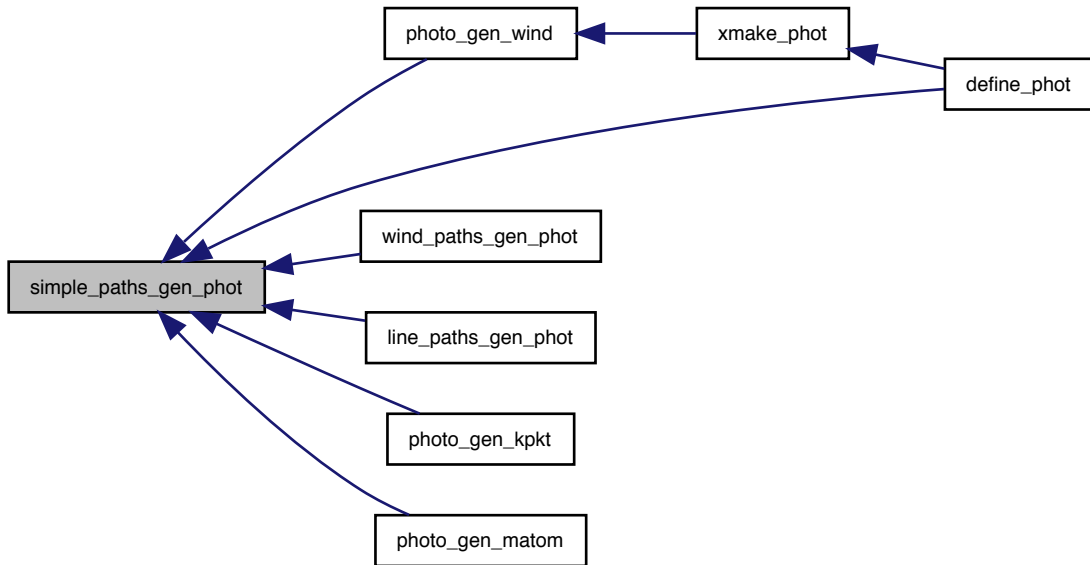 photo_gen_wind
xmake_phot
define_phot
wind_paths_gen_phot
simple_paths_gen_phot
line_paths_gen_phot
photo_gen_kpkt
photo_gen_matom